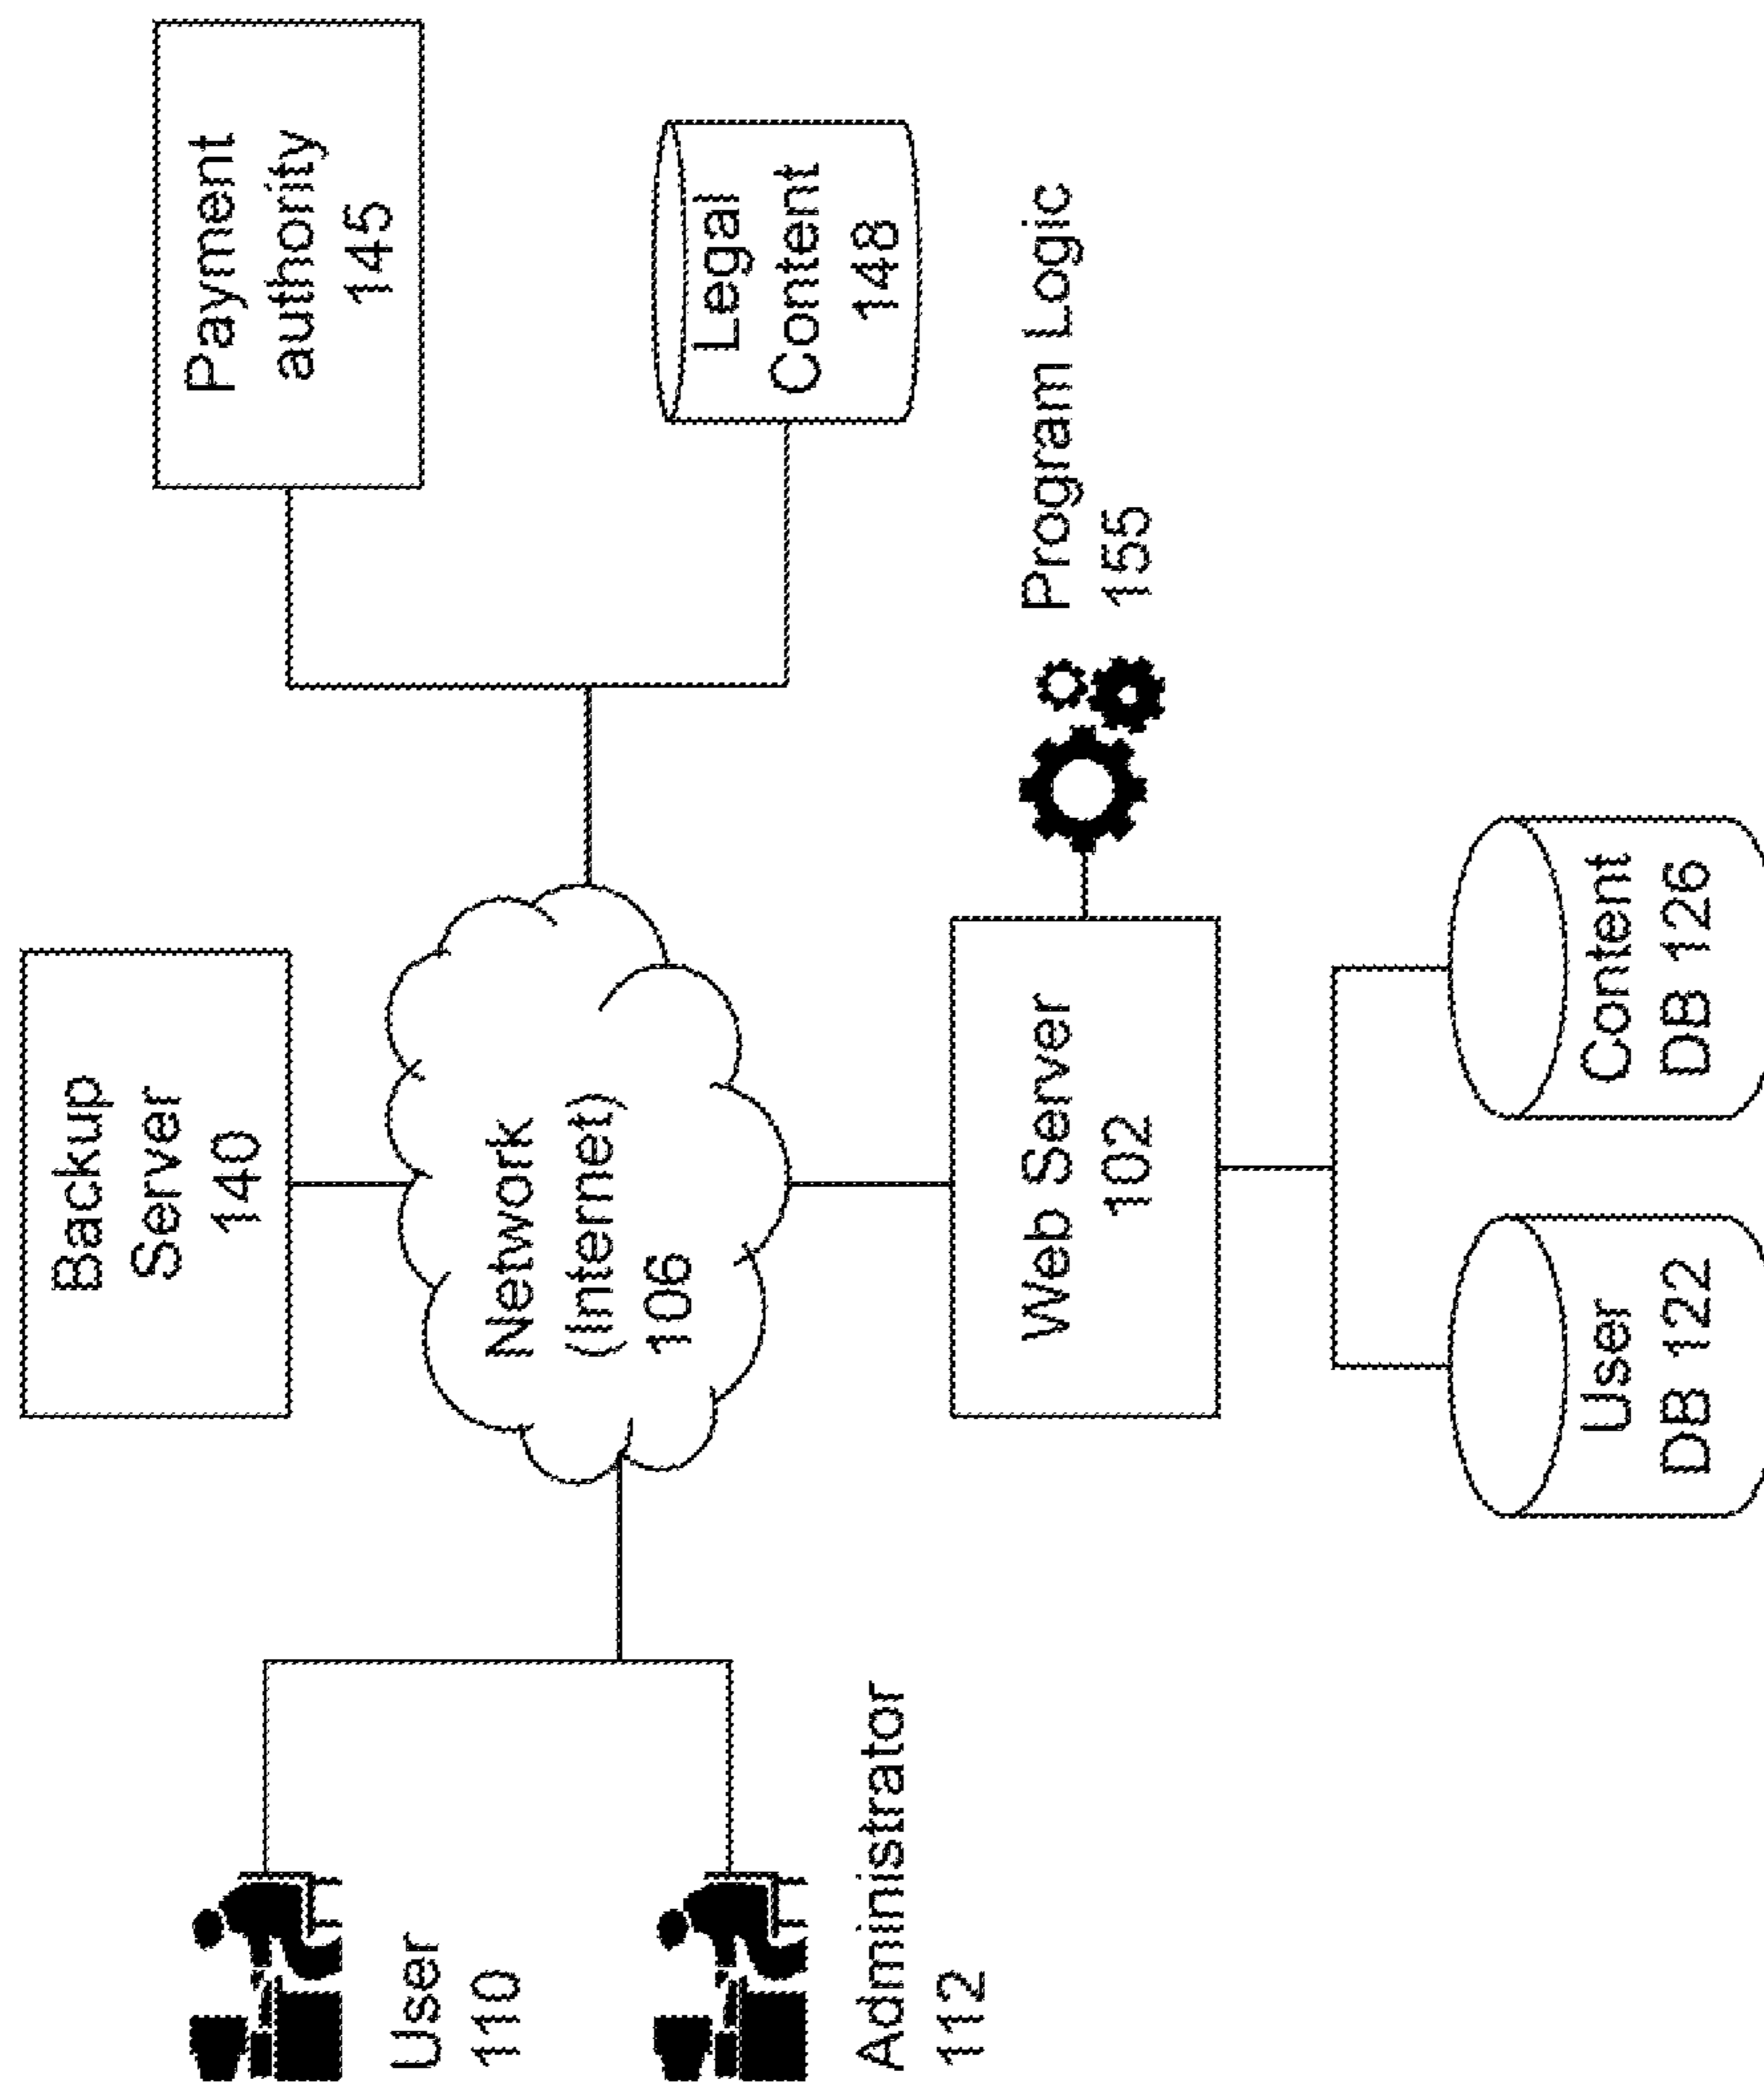 Backup
Server
140
Payment
authority
145
User
110
Network
(Internet)
106
Legal
Content
148
Administrator
112
Web Server
102
Program Logic
155
User
DB 122
Content
DB 126